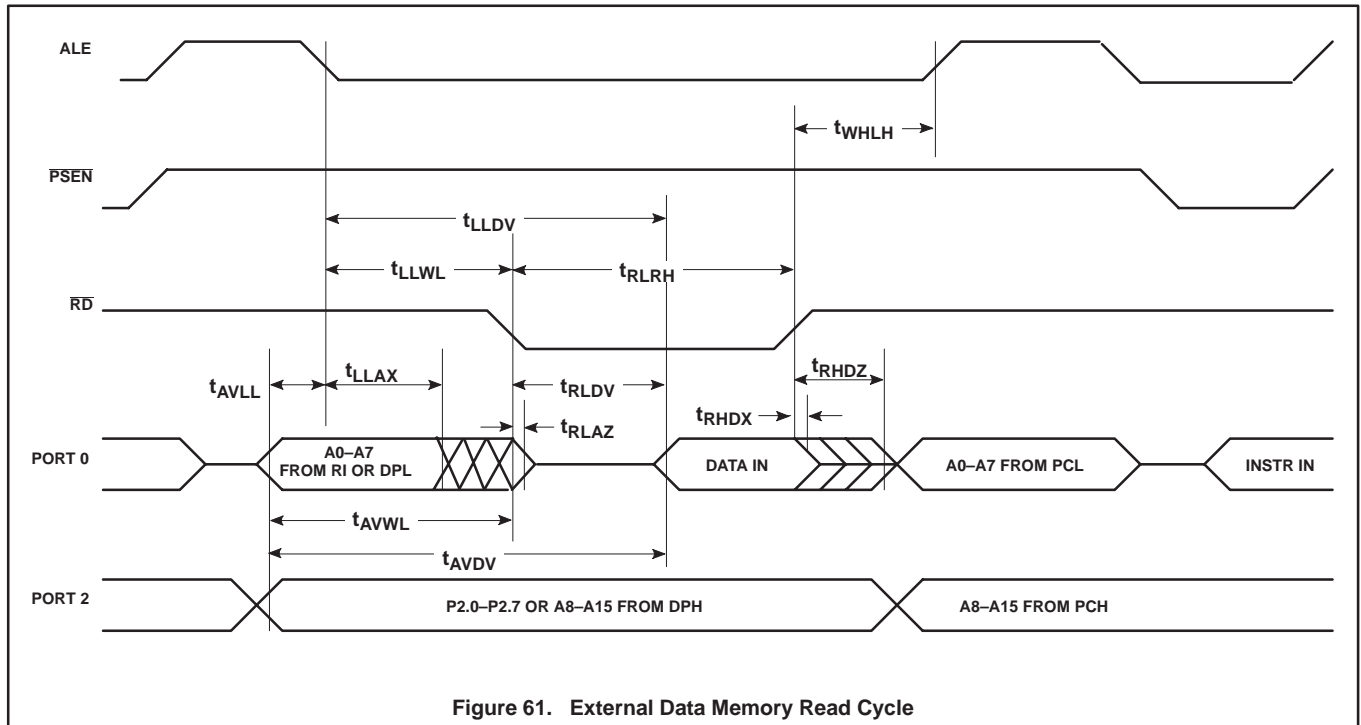 ALE
tWHLH
PSEN
tLLDV
tLLWL
tRLRH
RD
tAVLL
tLLAX
tRLDV
tRHDZ
tRHDX
tRLAZ
PORT 0
A0–A7
FROM RI OR DPL
DATA IN
A0–A7 FROM PCL
INSTR IN
tAVWL
tAVDV
PORT 2
P2.0–P2.7 OR A8–A15 FROM DPH
A8–A15 FROM PCH
Figure 61. External Data Memory Read Cycle